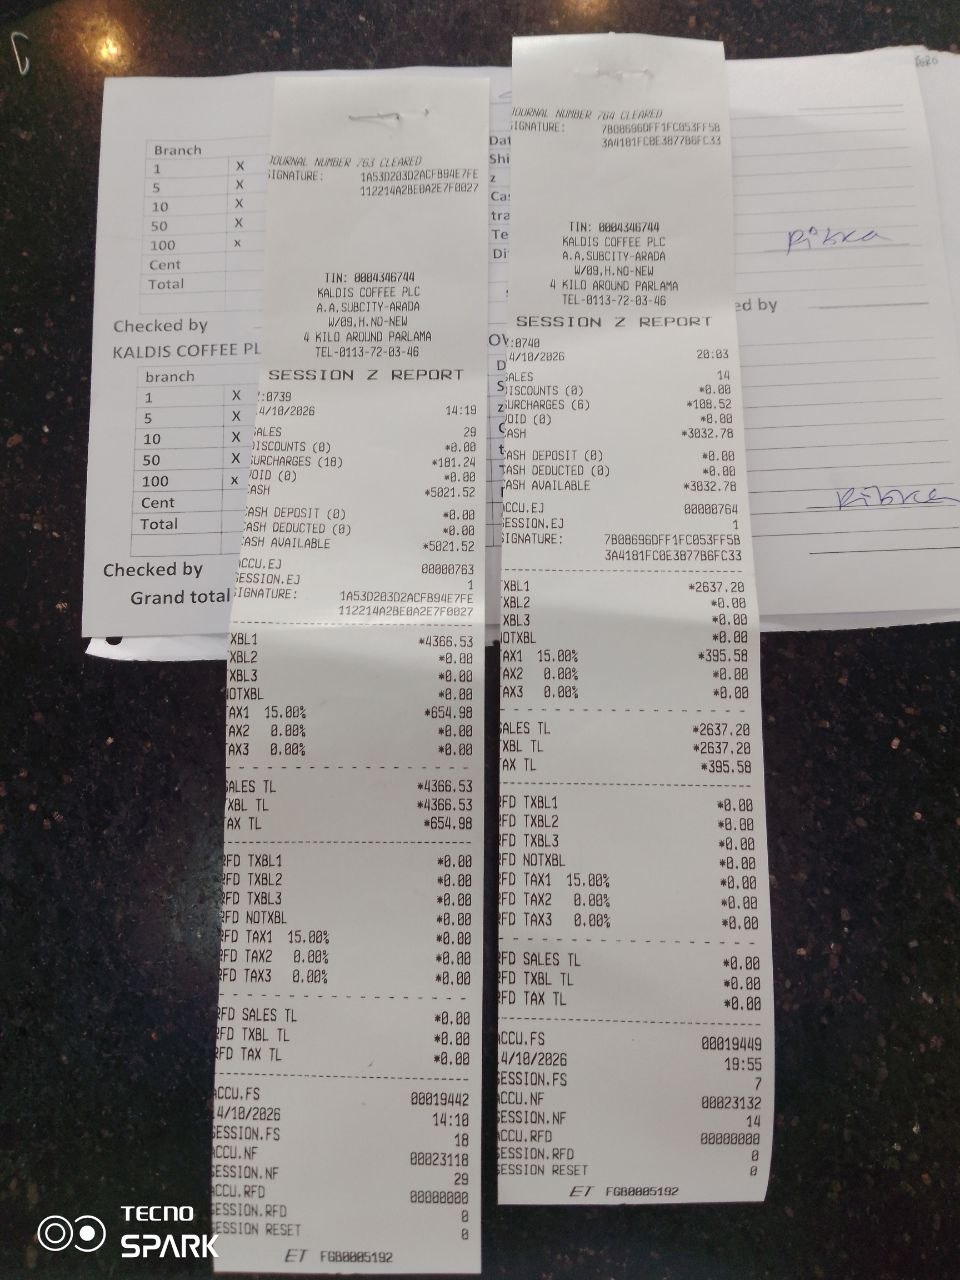 JOURNAL NUMBER 763 CLEARED
SIGNATURE: 1A53D203D2ACFB94E7FE
112214A2BE0A2E7F0027
TIN: 0004346744
KALDIS COFFEE PLC
A.A,SUBCITY-ARADA
W/09,H.NO-NEW
4 KILO AROUND PARLAMA
TEL-0113-72-03-46
SESSION Z REPORT
:0739
4/10/2026 14:19
ALES 29
DISCOUNTS (0) *0.00
SURCHARGES (18) *181.24
VOID (0) *0.00
ASH *5021.52
CASH DEPOSIT (0) *0.00
CASH DEDUCTED (0) *0.00
CASH AVAILABLE *5021.52
ACCU.EJ 00000763
SESSION.EJ 1
SIGNATURE: 1A53D203D2ACFB94E7FE
112214A2BE0A2E7F0027
TXBL1 *4366.53
TXBL2 *0.00
TXBL3 *0.00
NOTXBL *0.00
TAX1 15.00% *654.98
TAX2 0.00% *0.00
TAX3 0.00% *0.00
SALES TL *4366.53
TXBL TL *4366.53
TAX TL *654.98
RFD TXBL1 *0.00
RFD TXBL2 *0.00
RFD TXBL3 *0.00
RFD NOTXBL *0.00
RFD TAX1 15.00% *0.00
RFD TAX2 0.00% *0.00
RFD TAX3 0.00% *0.00
RFD SALES TL *0.00
RFD TXBL TL *0.00
RFD TAX TL *0.00
ACCU.FS 00019442
4/10/2026 14:10
SESSION.FS 18
ACCU.NF 00023118
SESSION.NF 29
ACCU.RFD 00000000
SESSION.RFD 0
SESSION RESET 0
ET FGB0005192
JOURNAL NUMBER 764 CLEARED
SIGNATURE: 7B08696DFF1FC053FF5B
3A4181FC0E3877B6FC33
TIN: 0004346744
KALDIS COFFEE PLC
A.A,SUBCITY-ARADA
W/09,H.NO-NEW
4 KILO AROUND PARLAMA
TEL-0113-72-03-46
SESSION Z REPORT
:0740
4/10/2026 20:03
SALES 14
DISCOUNTS (0) *0.00
SURCHARGES (6) *108.52
VOID (0) *0.00
CASH *3032.78
CASH DEPOSIT (0) *0.00
CASH DEDUCTED (0) *0.00
CASH AVAILABLE *3032.78
ACCU.EJ 00000764
SESSION.EJ 1
SIGNATURE: 7B08696DFF1FC053FF5B
3A4181FC0E3877B6FC33
TXBL1 *2637.20
TXBL2 *0.00
TXBL3 *0.00
NOTXBL *0.00
TAX1 15.00% *395.58
TAX2 0.00% *0.00
TAX3 0.00% *0.00
SALES TL *2637.20
TXBL TL *2637.20
TAX TL *395.58
RFD TXBL1 *0.00
RFD TXBL2 *0.00
RFD TXBL3 *0.00
RFD NOTXBL *0.00
RFD TAX1 15.00% *0.00
RFD TAX2 0.00% *0.00
RFD TAX3 0.00% *0.00
RFD SALES TL *0.00
RFD TXBL TL *0.00
RFD TAX TL *0.00
ACCU.FS 00019449
4/10/2026 19:55
SESSION.FS 7
ACCU.NF 00023132
SESSION.NF 14
ACCU.RFD 00000000
SESSION.RFD 0
SESSION RESET 0
ET FGB0005192
Branch
1 X
5 X
10 X
50 X
100 x
Cent
Total
Checked by
KALDIS COFFEE PL
branch
1 X
5 X
10 X
50 X
100 x
Cent
Total
Checked by
Grand total
Dat
Shi
z
Ca
tra
Te
Di
ed by
TECNO
SPARK